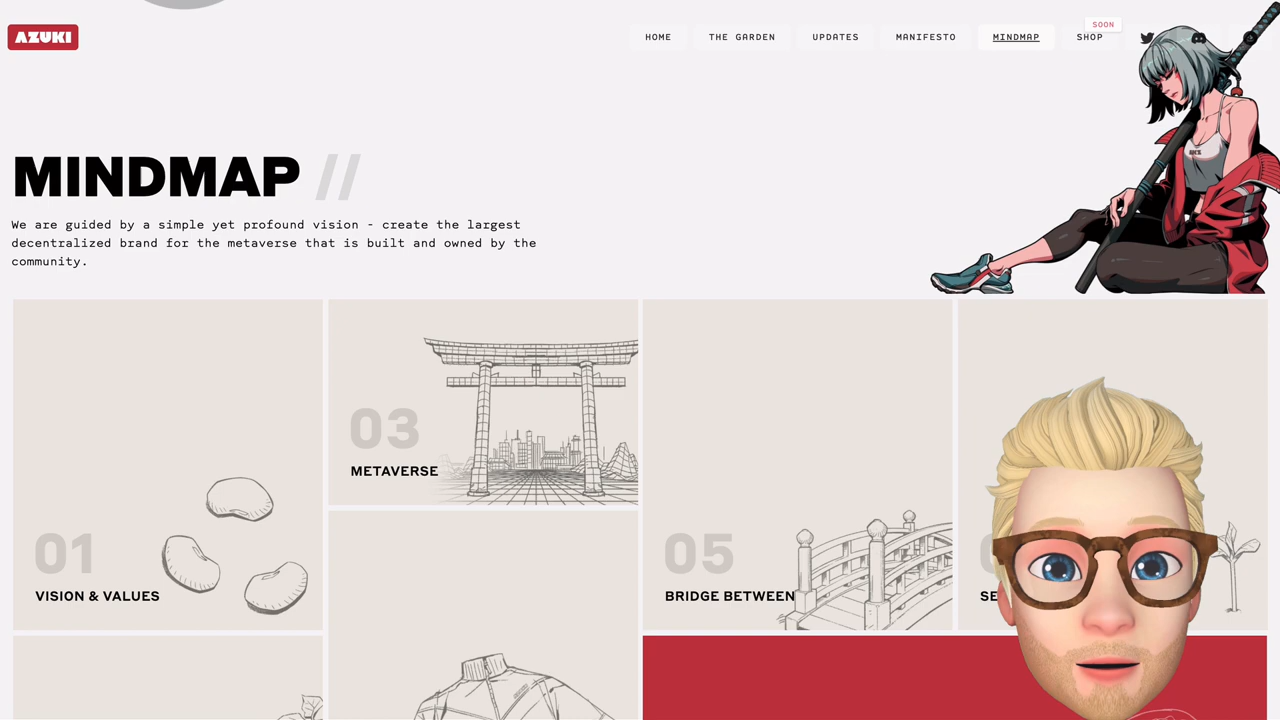 AZUKI
HOME
THE GARDEN
UPDATES
MANIFESTO
MINDMAP
SHOP
SOON
MINDMAP //
We are guided by a simple yet profound vision - create the largest
decentralized brand for the metaverse that is built and owned by the
community.
03
METAVERSE
01
VISION & VALUES
05
BRIDGE BETWEEN